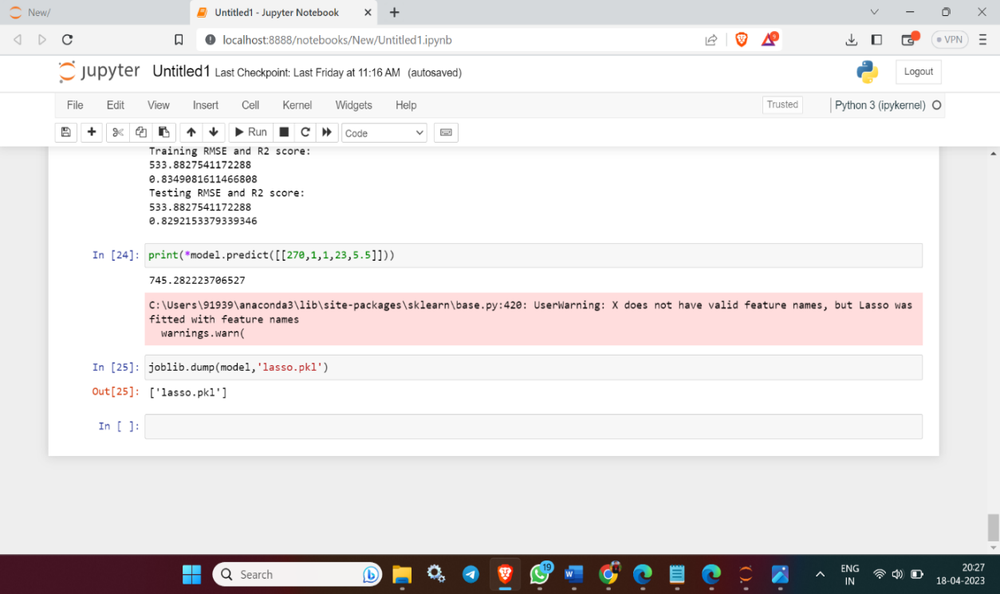 New/
Untitled1 - Jupyter Notebook
localhost:8888/notebooks/New/Untitled1.ipynb
VPN
jupyter Untitled1 Last Checkpoint: Last Friday at 11:16 AM (autosaved)
Logout
File Edit View Insert Cell Kernel Widgets Help
Trusted
Python 3 (ipykernel)
Run
Code
Training RMSE and R2 score:
533.8827541172288
0.8349081611466808
Testing RMSE and R2 score:
533.8827541172288
0.8292153379339346
In [24]: print(*model.predict([[270,1,1,23,5.5]]))
745.282223706527
C:\Users\91939\anaconda3\lib\site-packages\sklearn\base.py:420: UserWarning: X does not have valid feature names, but Lasso was
fitted with feature names
warnings.warn(
In [25]: joblib.dump(model,'lasso.pkl')
Out[25]: ['lasso.pkl']
In [ ]:
Search
19
ENG
IN
20:27
18-04-2023